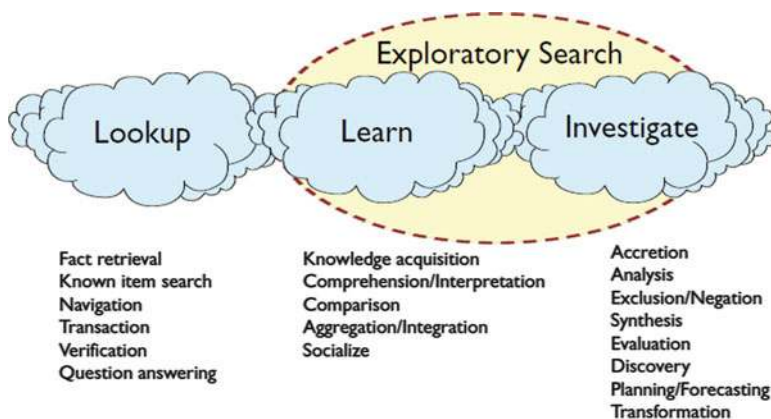 Exploratory Search
Lookup
Learn
Investigate
Fact retrieval
Known item search
Navigation
Transaction
Verification
Question answering
Knowledge acquisition
Comprehension/Interpretation
Comparison
Aggregation/Integration
Socialize
Accretion
Analysis
Exclusion/Negation
Synthesis
Evaluation
Discovery
Planning/Forecasting
Transformation